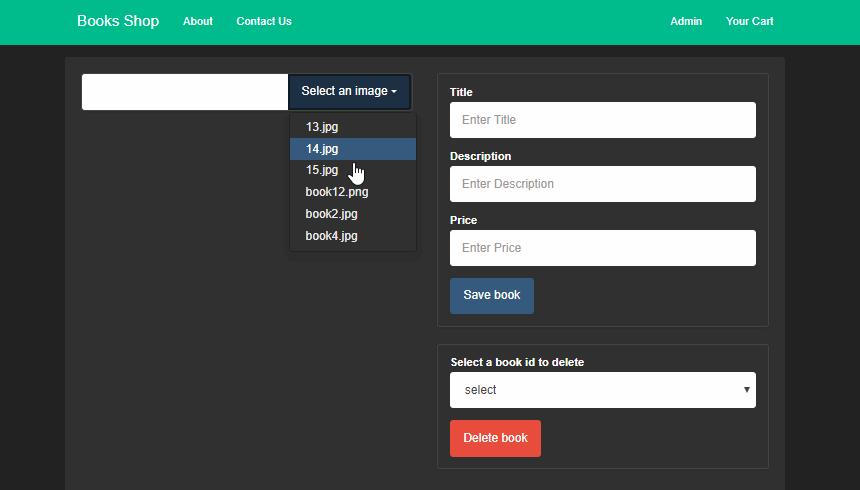 Books Shop About Contact Us Admin Your Cart
Select an image
13.jpg
14.jpg
15.jpg
book12.png
book2.jpg
book4.jpg
Title
Enter Title
Description
Enter Description
Price
Enter Price
Save book
Select a book id to delete
select
Delete book